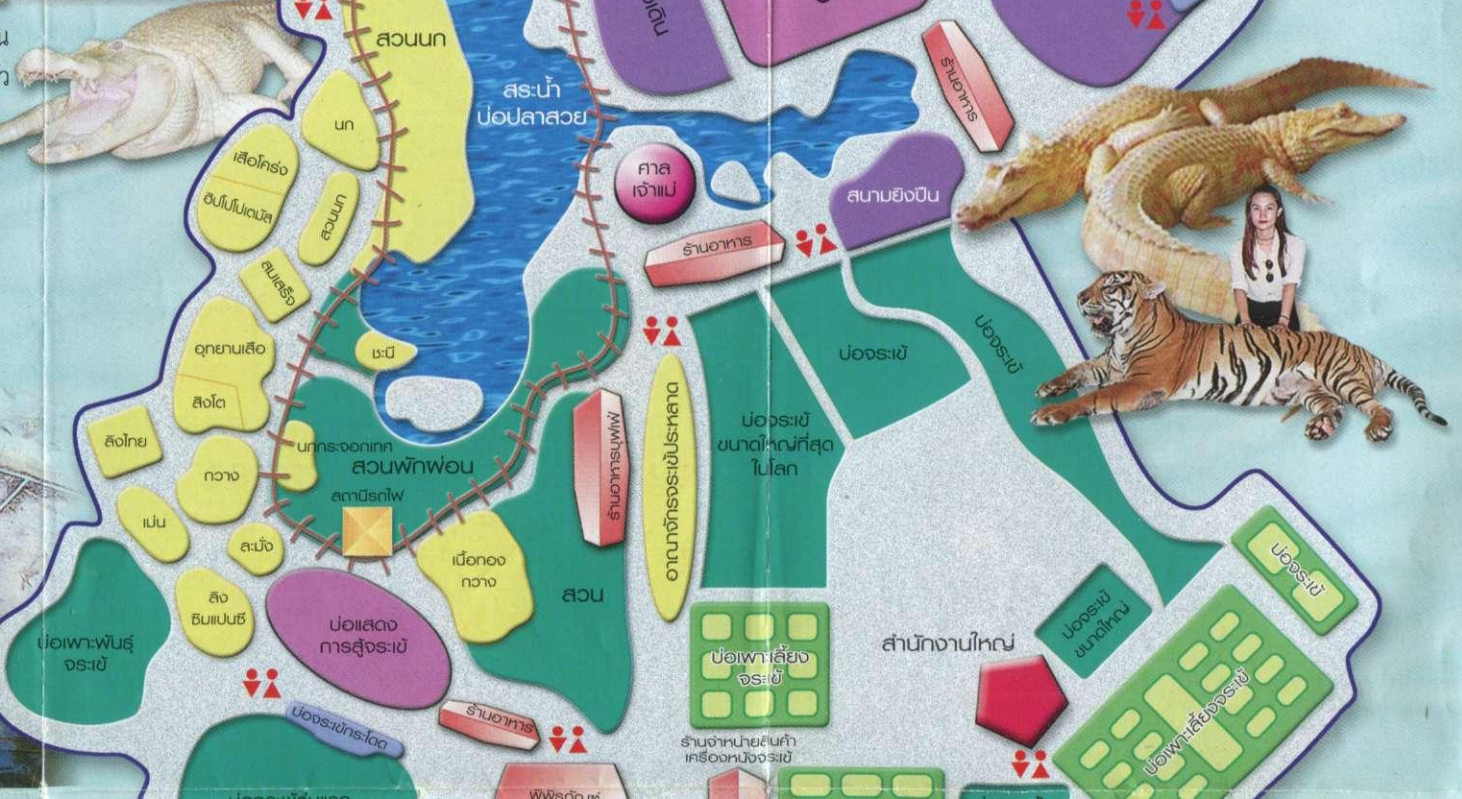 สวนนก
สระน้ำ
บ่อปลาสวย
ร้านอาหาร
นก
เสือโคร่ง
ฮิปโปโปเตมัส
สวนนก
ศาล
เจ้าแม่
สนามยิงปืน
ร้านอาหาร
สมเสร็จ
อุทยานเสือ
สิงโต
ชะนี
บ่อจระเข้
บ่อจระเข้
บ่อจระเข้
ขนาดใหญ่ที่สุด
ในโลก
อาณาจักรจระเข้ประหลาด
ลิงไทย
กวาง
นกกระจอกเทศ
สวนพักผ่อน
สถานีรถไฟ
เม่น
ละมั่ง
เนื้อทอง
กวาง
สวน
ลิง
ชิมแปนซี
บ่อเพาะพันธุ์
จระเข้
บ่อแสดง
การสู้จระเข้
บ่อจระเข้กระโดด
ร้านอาหาร
บ่อเพาะเลี้ยง
จระเข้
ร้านจำหน่ายสินค้า
เครื่องหนังจระเข้
สำนักงานใหญ่
บ่อจระเข้
ขนาดใหญ่
บ่อจระเข้
บ่อเพาะเลี้ยงจระเข้
พิพิธภัณฑ์